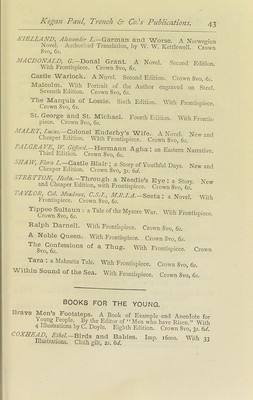 Kegan Paul, Trench & Co.'s Publications. 43
KIELLAND, Alexander L.—Garman and Worse. A Norwegian
Novel. Authorized Translation, by W. W. Kettlewell. Crown
8vo, 6s.
MACDONALD, G.—Donal Grant. A Novel. Second Edition.
With Frontispiece. Crown 8vo, 6s.
Castle Warlock. A Novel. Second Edition. Crown 8vo, 6s.
Malcolm. With Portrait of the Author engraved on Steel.
Seventh Edition. Crown 8vo, 6s.
The Marquis of Lossie. Sixth Edition. With Frontispiece.
Crown 8vo, 6s.
St. George and St. Michael. Fourth Edition. With Frontis-
piece. Crown 8vo, 6s.
MALET, Lucas.—Colonel Enderby's Wife. A Novel. New and
Cheaper Edition. With Frontispiece. Crown 8vo, 6s.
PALGRAVE, W. Gifford.—Hermann Agha: an Eastern Narrative.
Third Edition. Crown 8vo, 6s.
SHAW, Flora L.—Castle Blair; a Story of Youthful Days. New and
Cheaper Edition. Crown 8vo, 3s. 6d.
STRETTON, Hesba.—Through a Needle's Eye: a Story. New
and Cheaper Edition, with Frontispiece. Crown 8vo, 6s.
TAYLOR, Col. Meadows, C.S.I., M.R.I.A.—Seeta: a Novel. With
Frontispiece. Crown 8vo, 6s.
Tippoo Sultaun: a Tale of the Mysore War. With Frontispiece.
Crown 8vo, 6s.
Ralph Darnell. With Frontispiece. Crown 8vo, 6s.
A Noble Queen. With Frontispiece. Crown 8vo, 6s.
The Confessions of a Thug. With Frontispiece. Crown
8vo, 6s.
Tara: a Mahratta Tale. With Frontispiece. Crown 8vo, 6s.
Within Sound of the Sea. With Frontispiece. Crown 8vo, 6s.
BOOKS FOR THE YOUNG.
Brave Men's Footsteps. A Book of Example and Anecdote for
Young People. By the Editor of "Men who have Risen." With
4 Illustrations by C. Doyle. Eighth Edition. Crown 8vo, 3s. 6d.
COXHEAD, Ethel.—Birds and Babies. Imp. 16mo. With 33
Illustrations. Cloth gilt, 2s. 6d.